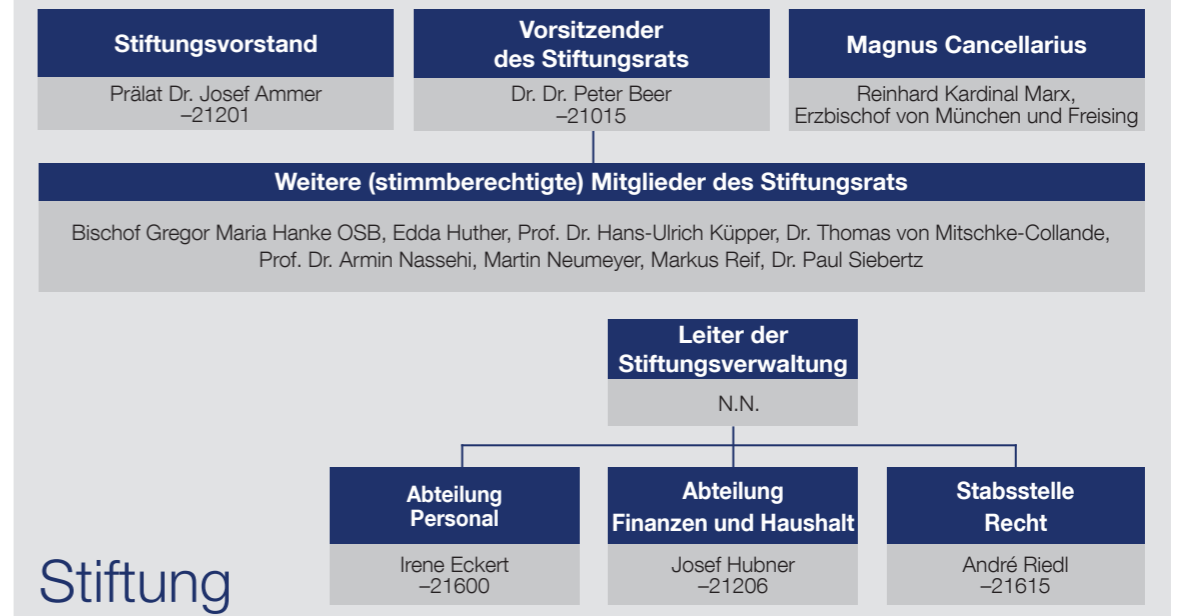 Stiftungsvorstand
Prälat Dr. Josef Ammer
–21201
Vorsitzender
des Stiftungsrats
Dr. Dr. Peter Beer
–21015
Magnus Cancellarius
Reinhard Kardinal Marx,
Erzbischof von München und Freising
Weitere (stimmberechtigte) Mitglieder des Stiftungsrats
Bischof Gregor Maria Hanke OSB, Edda Huther, Prof. Dr. Hans-Ulrich Küpper, Dr. Thomas von Mitschke-Collande,
Prof. Dr. Armin Nassehi, Martin Neumeyer, Markus Reif, Dr. Paul Siebertz
Leiter der
Stiftungsverwaltung
N.N.
Abteilung
Personal
Irene Eckert
–21600
Abteilung
Finanzen und Haushalt
Josef Hubner
–21206
Stabsstelle
Recht
André Riedl
–21615
Stiftung